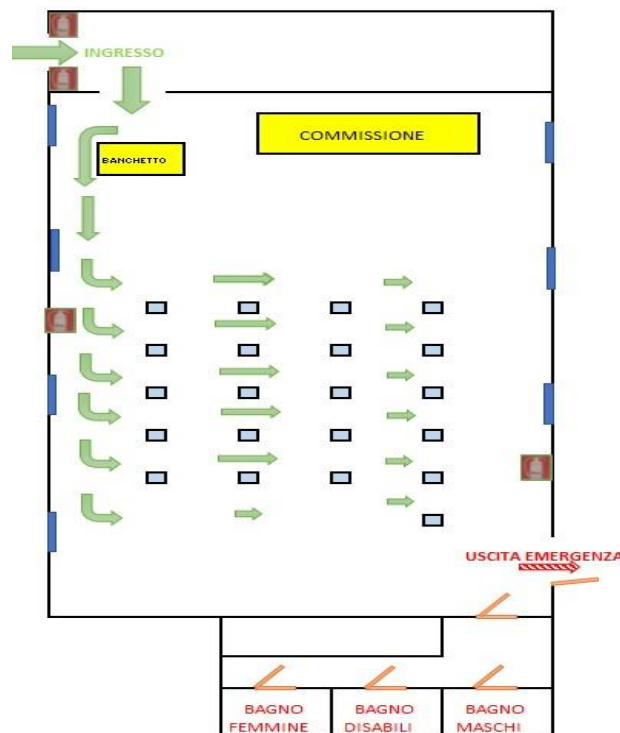 INGRESSO
COMMISSIONE
BANCHETTO
USCITA EMERGENZA
BAGNO
FEMMINE
BAGNO
DISABILI
BAGNO
MASCHI